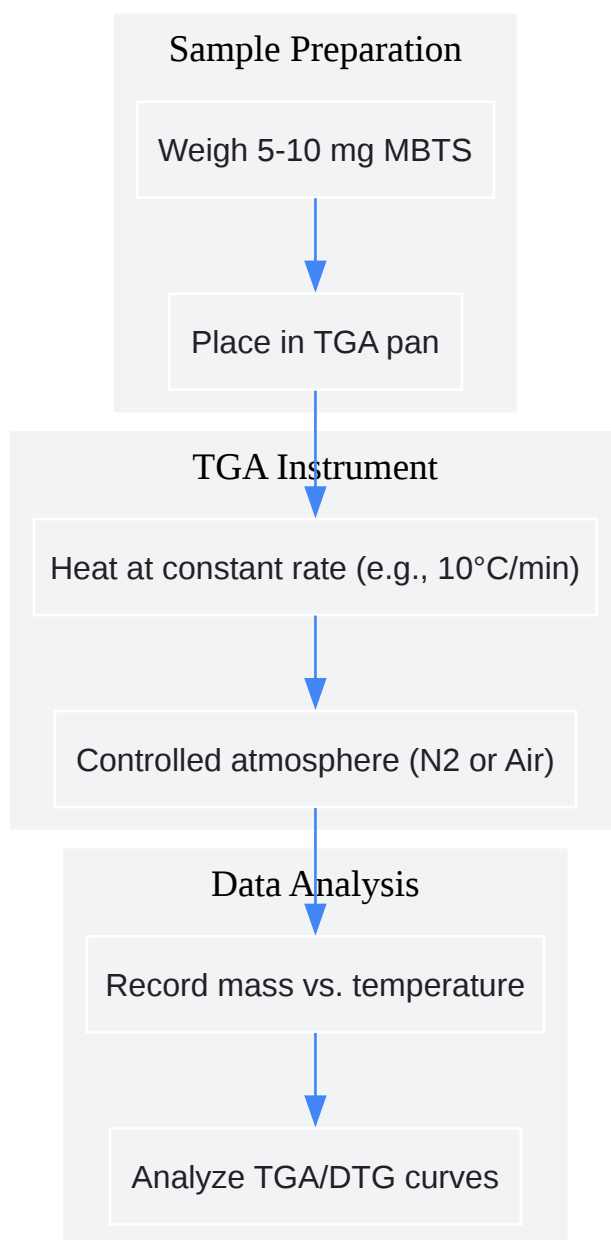 Sample Preparation
Weigh 5-10 mg MBTS
Place in TGA pan
TGA Instrument
Heat at constant rate (e.g., 10°C/min)
Controlled atmosphere (N2 or Air)
Data Analysis
Record mass vs. temperature
Analyze TGA/DTG curves